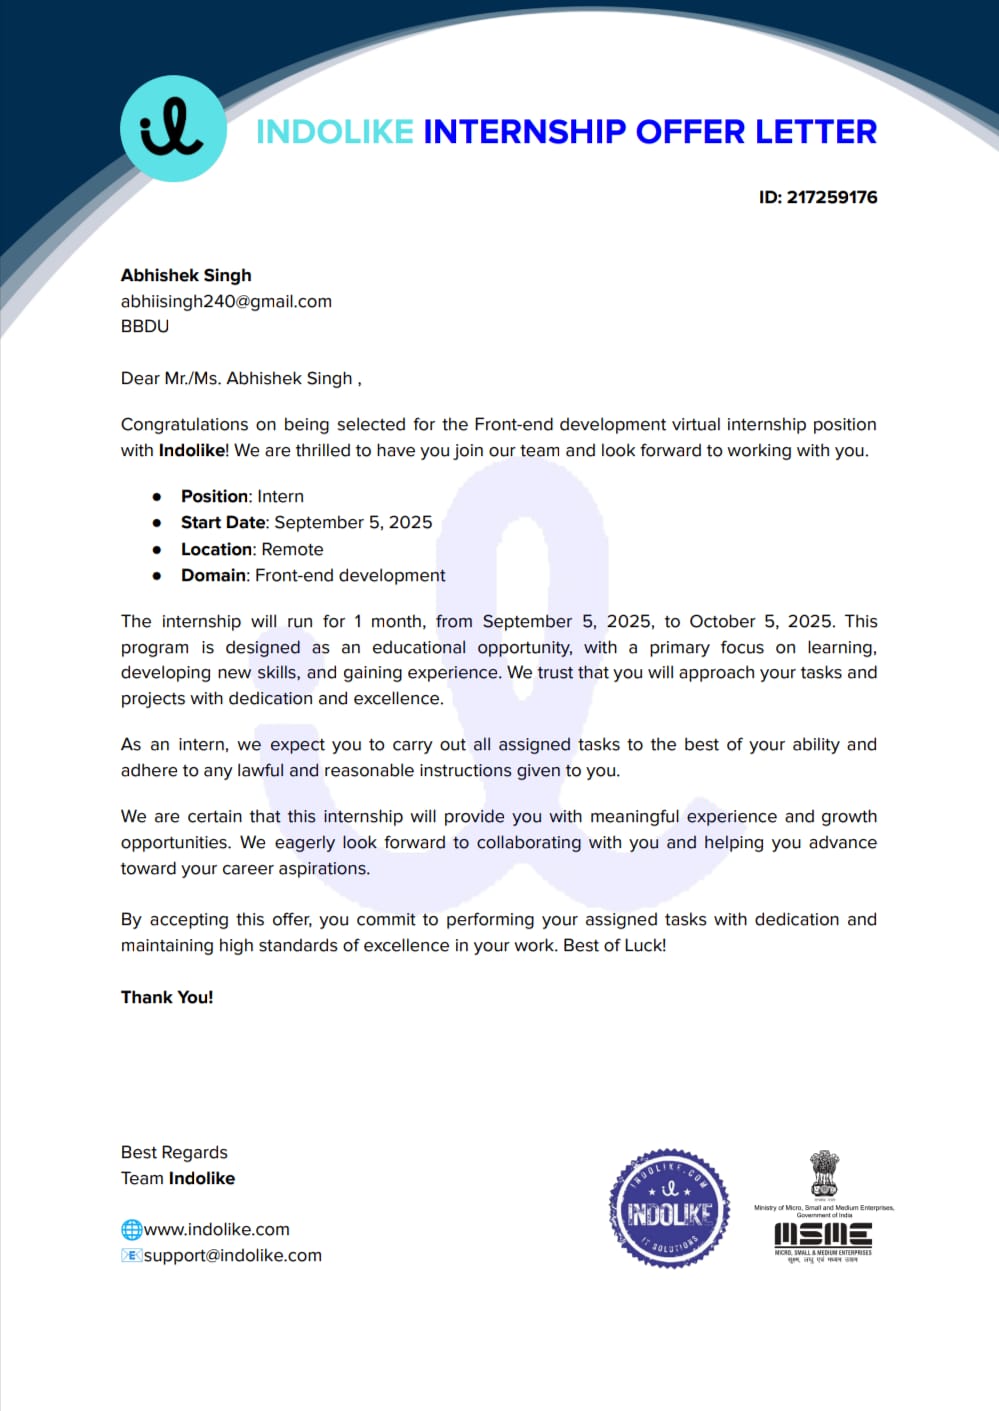 INDOLIKE INTERNSHIP OFFER LETTER
ID: 217259176
Abhishek Singh
abhiisingh240@gmail.com
BBDU
Dear Mr./Ms. Abhishek Singh ,
Congratulations on being selected for the Front-end development virtual internship position
with Indolike! We are thrilled to have you join our team and look forward to working with you.
● Position: Intern
● Start Date: September 5, 2025
● Location: Remote
● Domain: Front-end development
The internship will run for 1 month, from September 5, 2025, to October 5, 2025. This
program is designed as an educational opportunity, with a primary focus on learning,
developing new skills, and gaining experience. We trust that you will approach your tasks and
projects with dedication and excellence.
As an intern, we expect you to carry out all assigned tasks to the best of your ability and
adhere to any lawful and reasonable instructions given to you.
We are certain that this internship will provide you with meaningful experience and growth
opportunities. We eagerly look forward to collaborating with you and helping you advance
toward your career aspirations.
By accepting this offer, you commit to performing your assigned tasks with dedication and
maintaining high standards of excellence in your work. Best of Luck!
Thank You!
Best Regards
Team Indolike
www.indolike.com
support@indolike.com
INDOLIKE.COM
il
INDOLIKE
IT SOLUTIONS
Ministry of Micro, Small and Medium Enterprises,
Government of India
MSME
MICRO, SMALL & MEDIUM ENTERPRISES
सूक्ष्म, लघु एवं मध्यम उद्यम